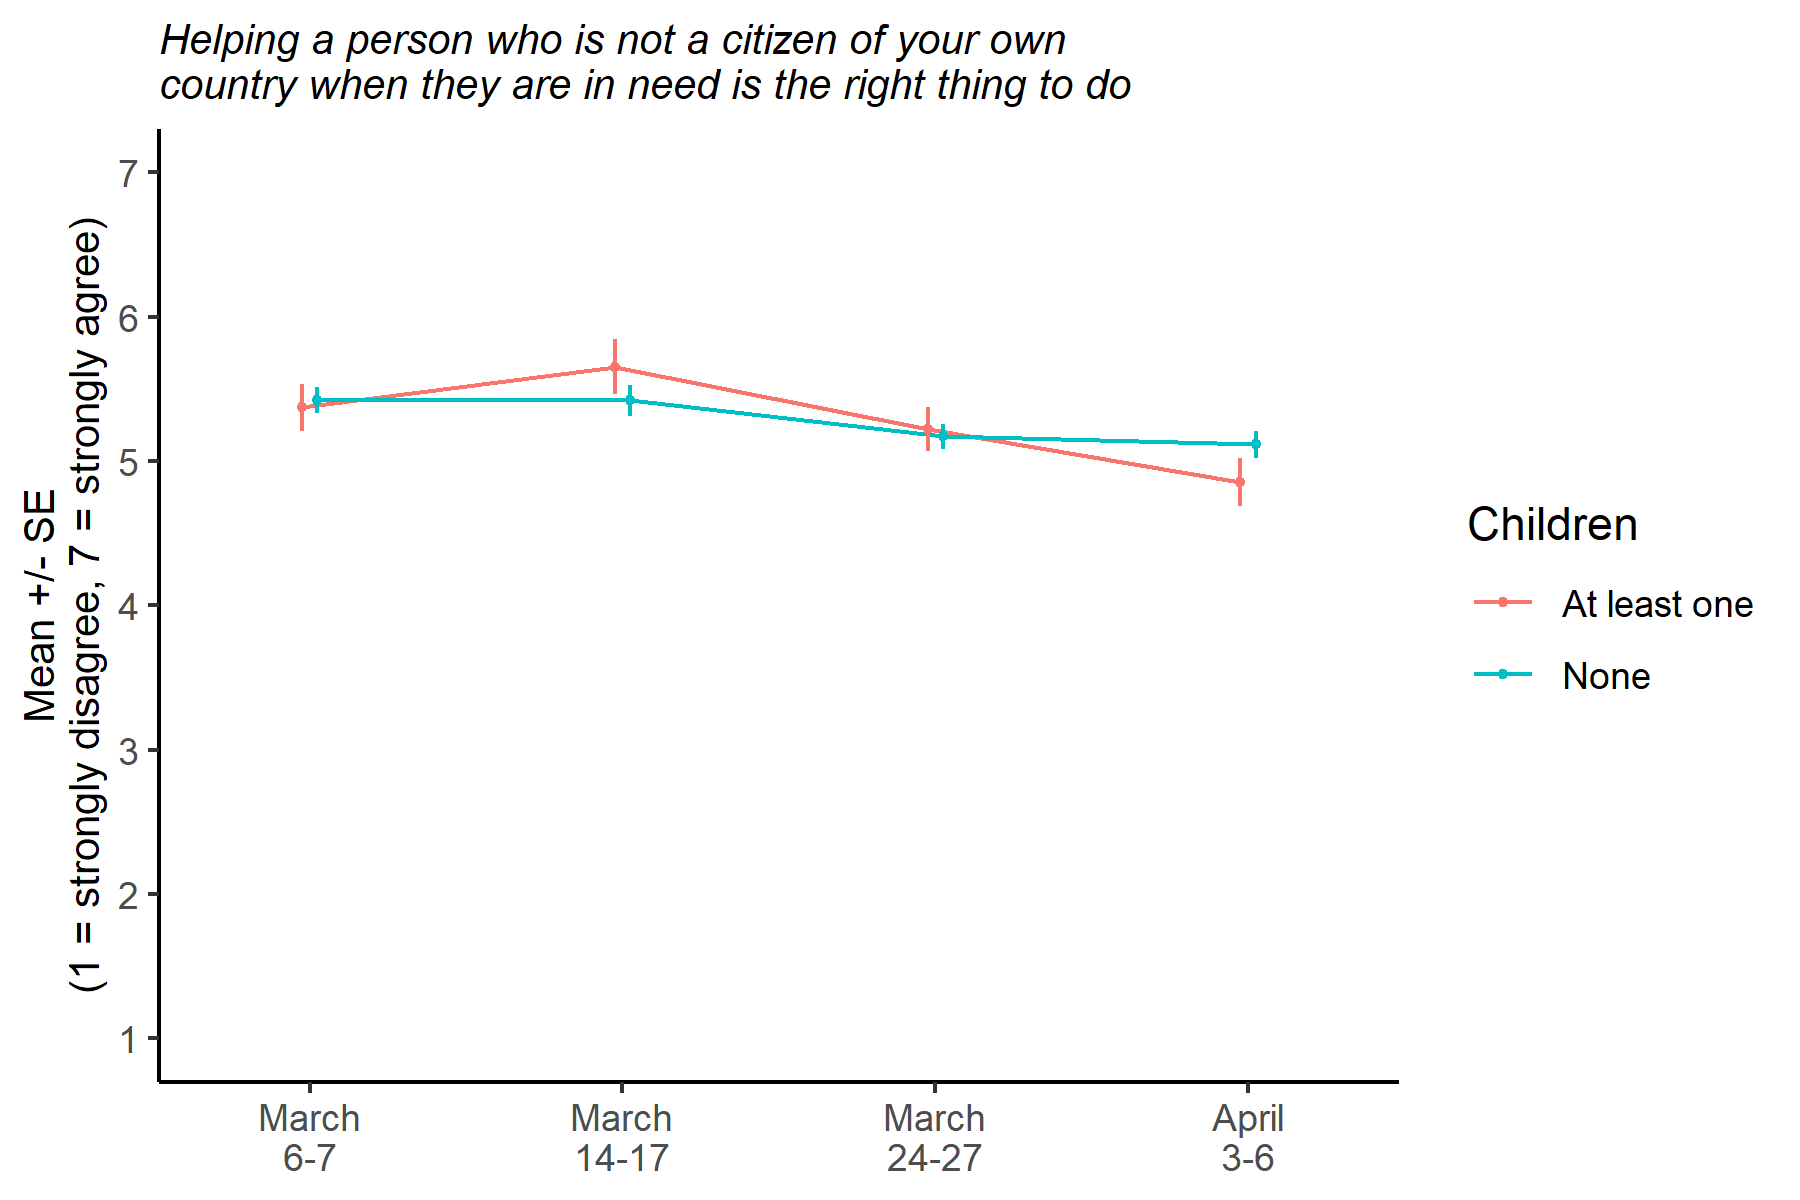 Helping a person who is not a citizen of your own
country when they are in need is the right thing to do
Mean +/- SE
(1 = strongly disagree, 7 = strongly agree)
7
6
5
4
3
2
1
March
6-7
March
14-17
March
24-27
April
3-6
Children
At least one
None